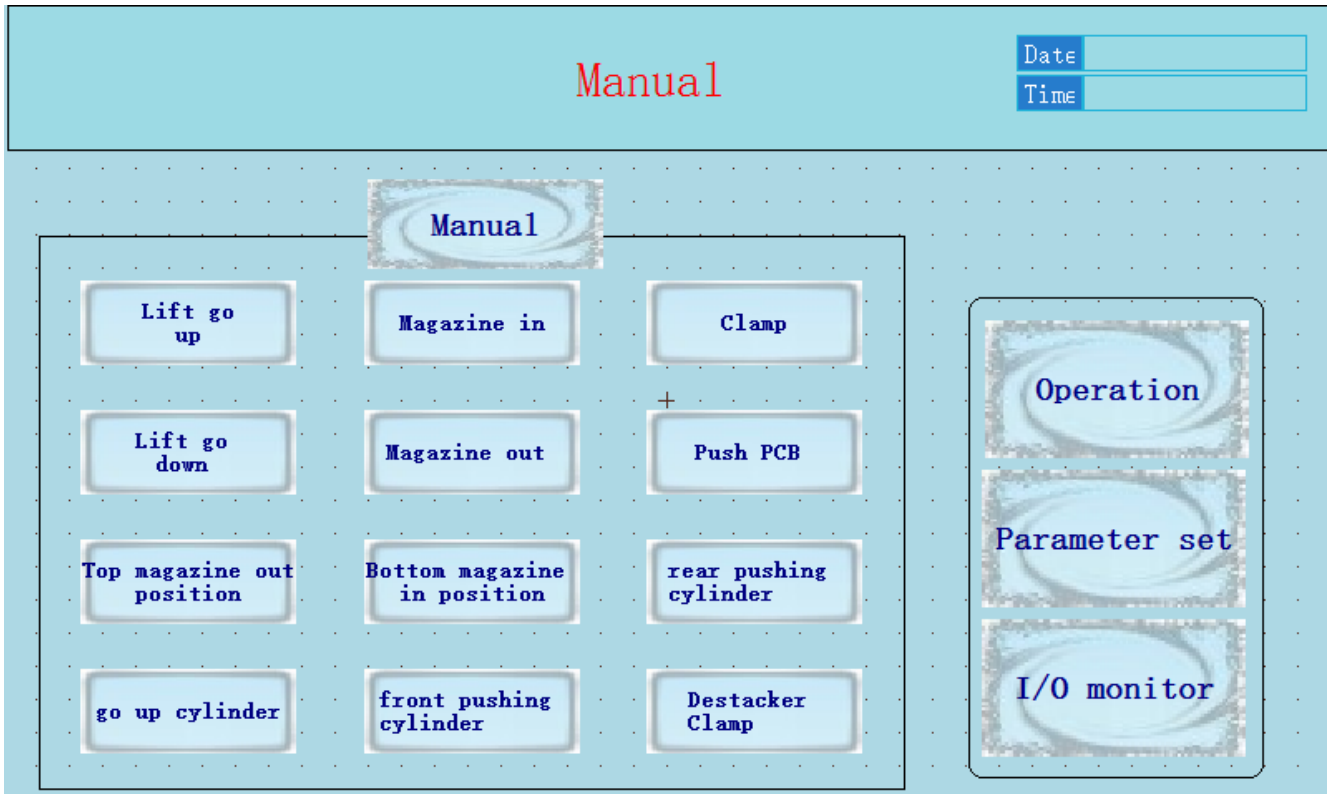 Manual
Date
Time
Manual
Lift go
up
Magazine in
Clamp
Lift go
down
Magazine out
Push PCB
Top magazine out
position
Bottom magazine
in position
rear pushing
cylinder
go up cylinder
front pushing
cylinder
Destacker
Clamp
Operation
Parameter set
I/O monitor